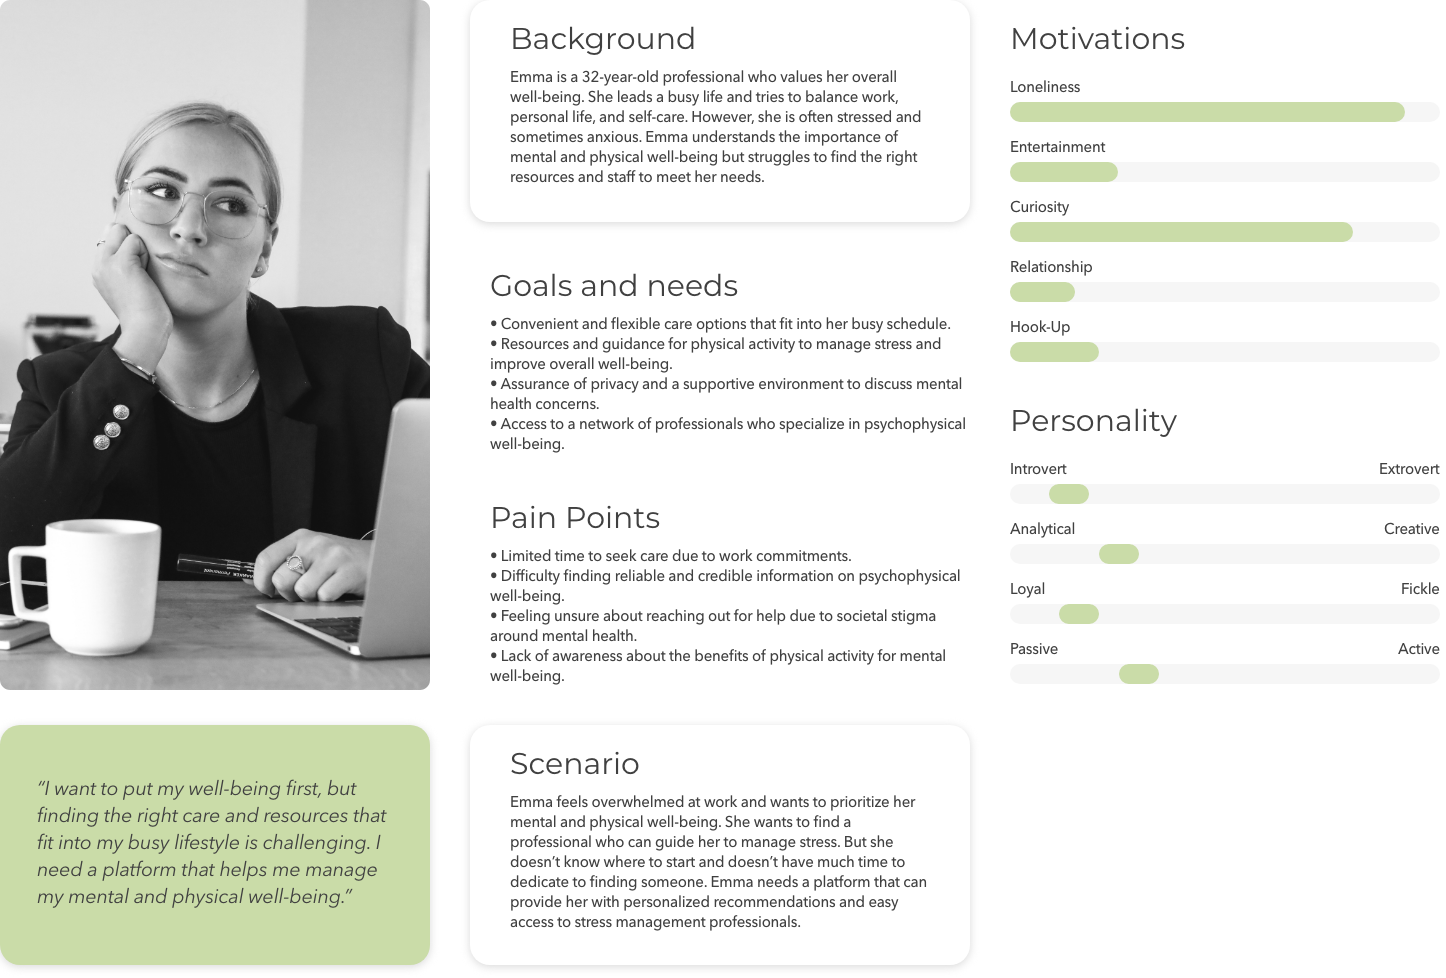 Background
Emma is a 32-year-old professional who values her overall
well-being. She leads a busy life and tries to balance work,
personal life, and self-care. However, she is often stressed and
sometimes anxious. Emma understands the importance of
mental and physical well-being but struggles to find the right
resources and staff to meet her needs.
Goals and needs
• Convenient and flexible care options that fit into her busy schedule.
• Resources and guidance for physical activity to manage stress and
improve overall well-being.
• Assurance of privacy and a supportive environment to discuss mental
health concerns.
• Access to a network of professionals who specialize in psychophysical
well-being.
Pain Points
• Limited time to seek care due to work commitments.
• Difficulty finding reliable and credible information on psychophysical
well-being.
• Feeling unsure about reaching out for help due to societal stigma
around mental health.
• Lack of awareness about the benefits of physical activity for mental
well-being.
“I want to put my well-being first, but
finding the right care and resources that
fit into my busy lifestyle is challenging. I
need a platform that helps me manage
my mental and physical well-being.”
Scenario
Emma feels overwhelmed at work and wants to prioritize her
mental and physical well-being. She wants to find a
professional who can guide her to manage stress. But she
doesn’t know where to start and doesn’t have much time to
dedicate to finding someone. Emma needs a platform that can
provide her with personalized recommendations and easy
access to stress management professionals.
Motivations
Loneliness
Entertainment
Curiosity
Relationship
Hook-Up
Personality
Introvert Extrovert
Analytical Creative
Loyal Fickle
Passive Active